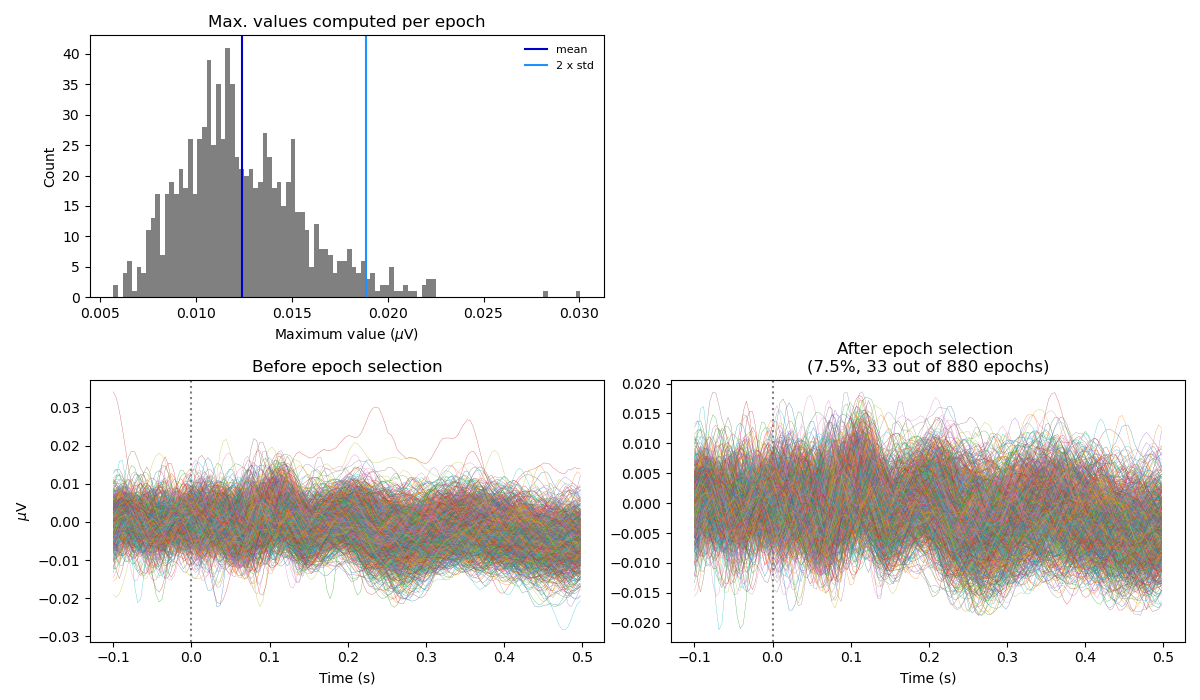 Max. values computed per epoch
mean
2 x std
40
35
30
25
20
15
10
5
0
Count
0.005 0.010 0.015 0.020 0.025 0.030
Maximum value (μV)
Before epoch selection
0.03
0.02
0.01
0.00
−0.01
−0.02
−0.03
μV
−0.1 0.0 0.1 0.2 0.3 0.4 0.5
Time (s)
After epoch selection
(7.5%, 33 out of 880 epochs)
0.020
0.015
0.010
0.005
0.000
−0.005
−0.010
−0.015
−0.020
−0.1 0.0 0.1 0.2 0.3 0.4 0.5
Time (s)